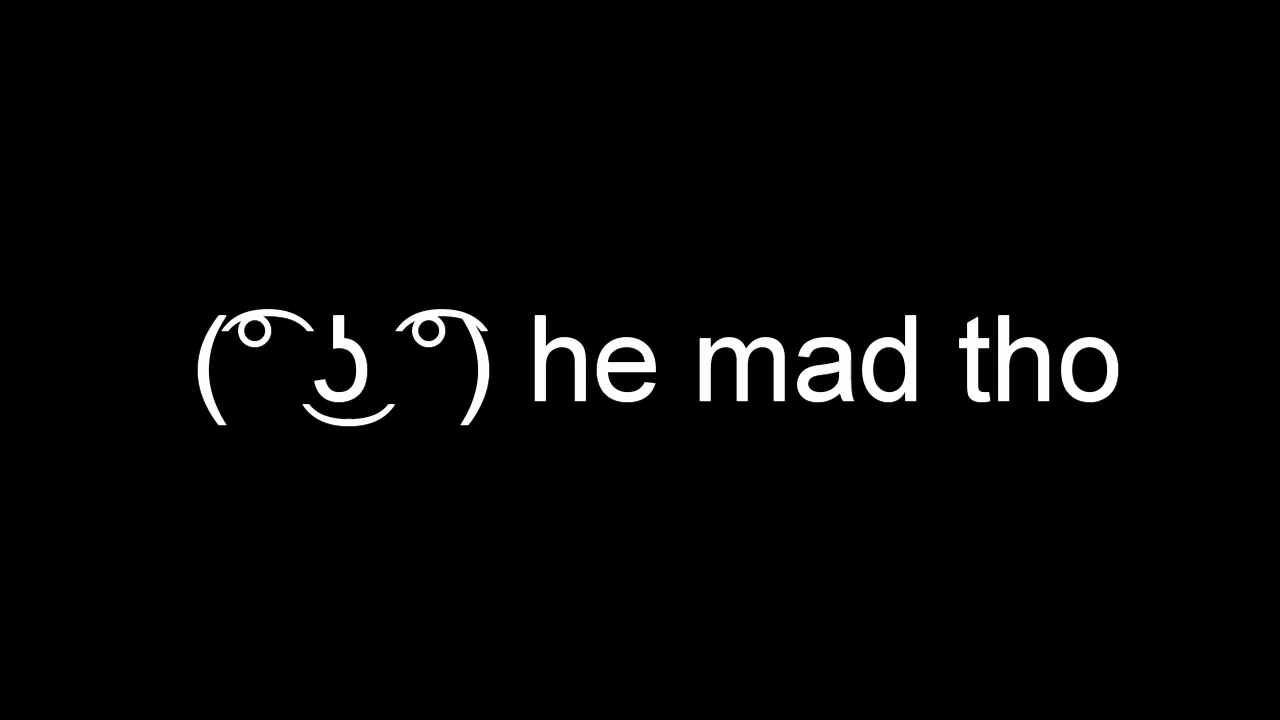 ( ͡° ͜ʖ ͡°) he mad tho